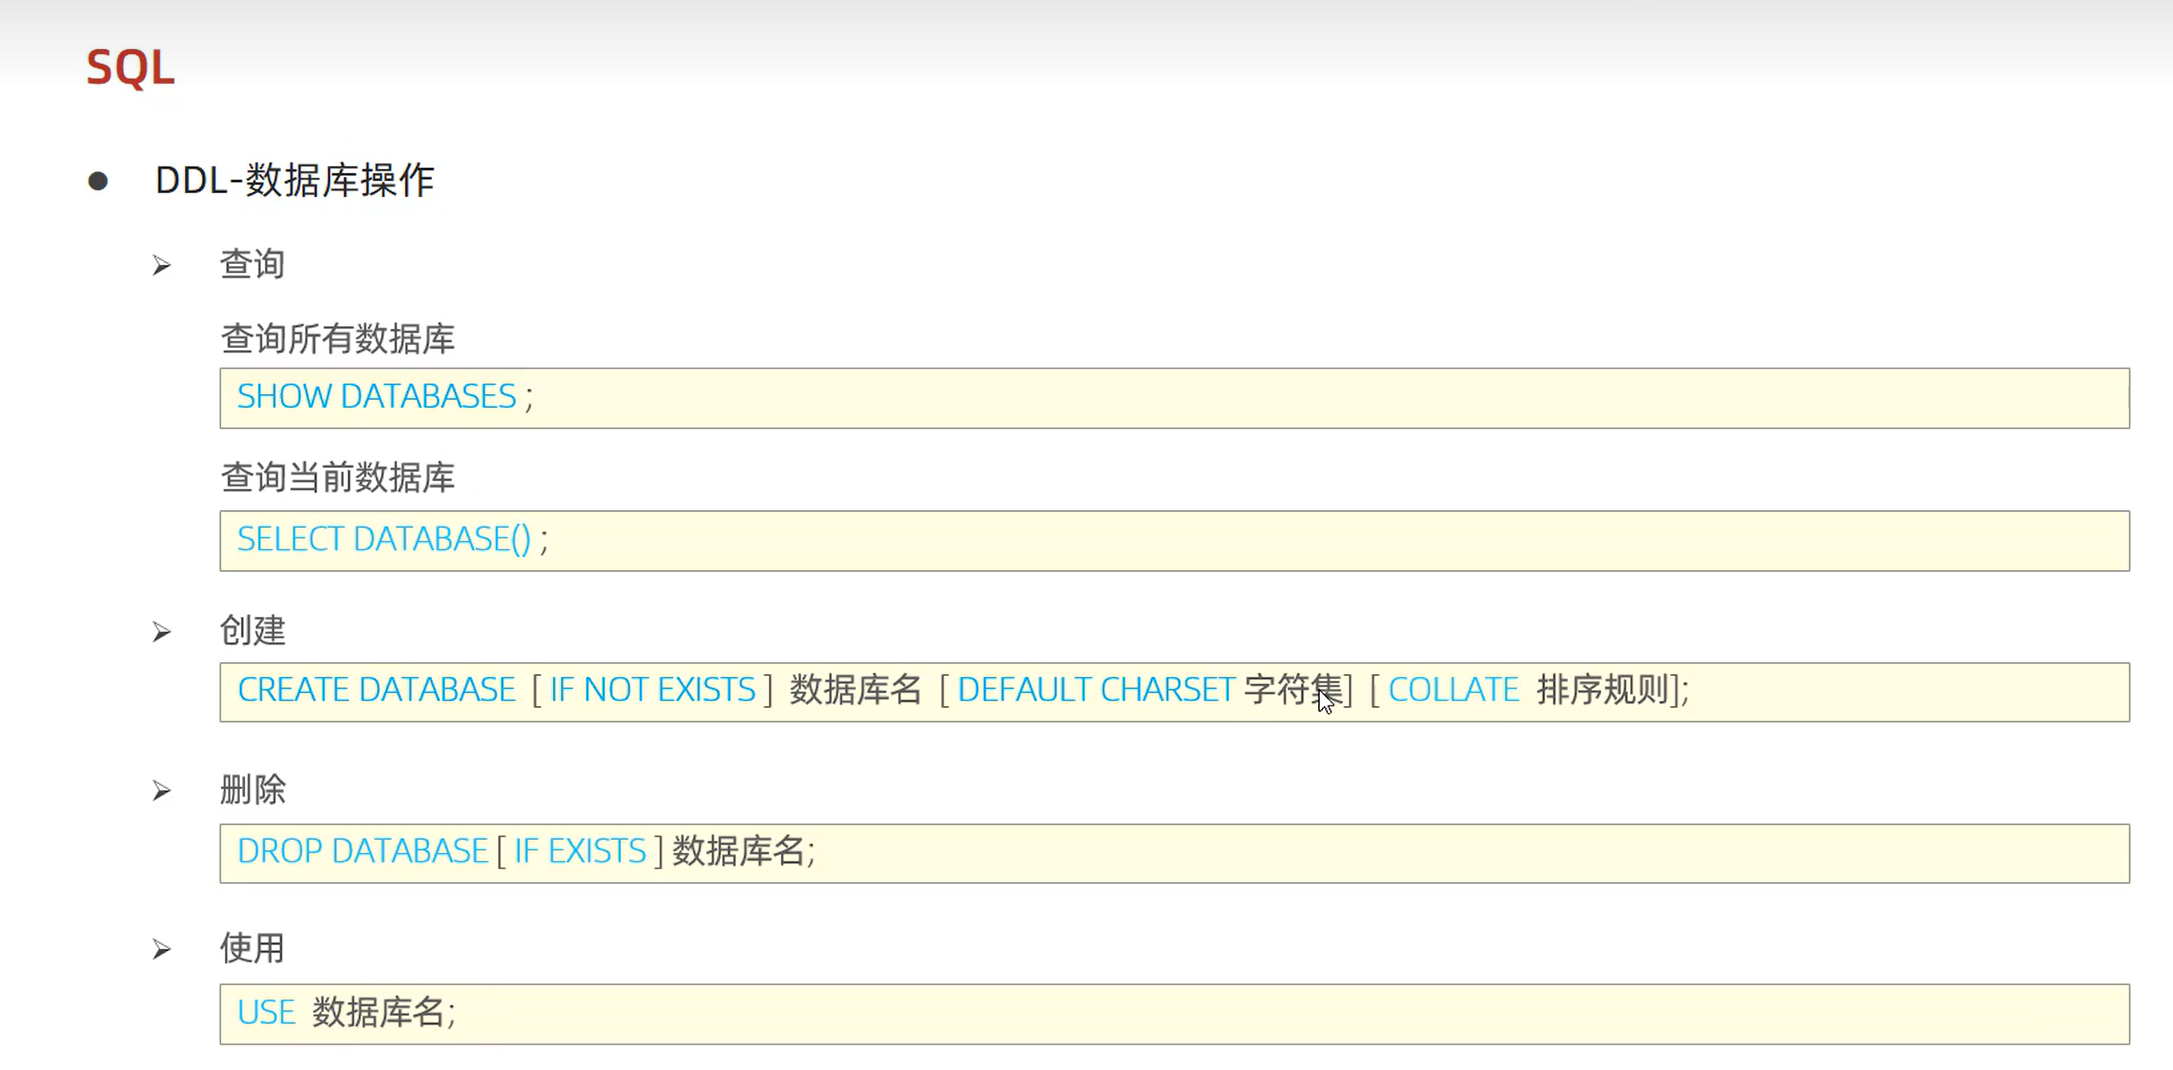 SQL
DDL-数据库操作
查询
查询所有数据库
SHOW DATABASES ;
查询当前数据库
SELECT DATABASE() ;
创建
CREATE DATABASE [ IF NOT EXISTS ] 数据库名 [ DEFAULT CHARSET 字符集] [ COLLATE 排序规则];
删除
DROP DATABASE [ IF EXISTS ] 数据库名;
使用
USE 数据库名;